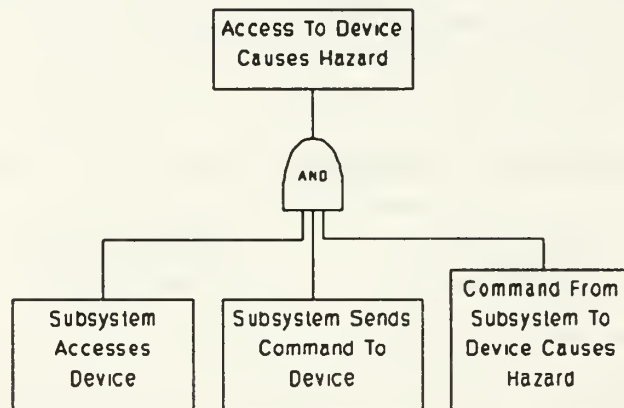 Access To Device
Causes Hazard
AND
Subsystem
Accesses
Device
Subsystem Sends
Command To
Device
Command From
Subsystem To
Device Causes
Hazard